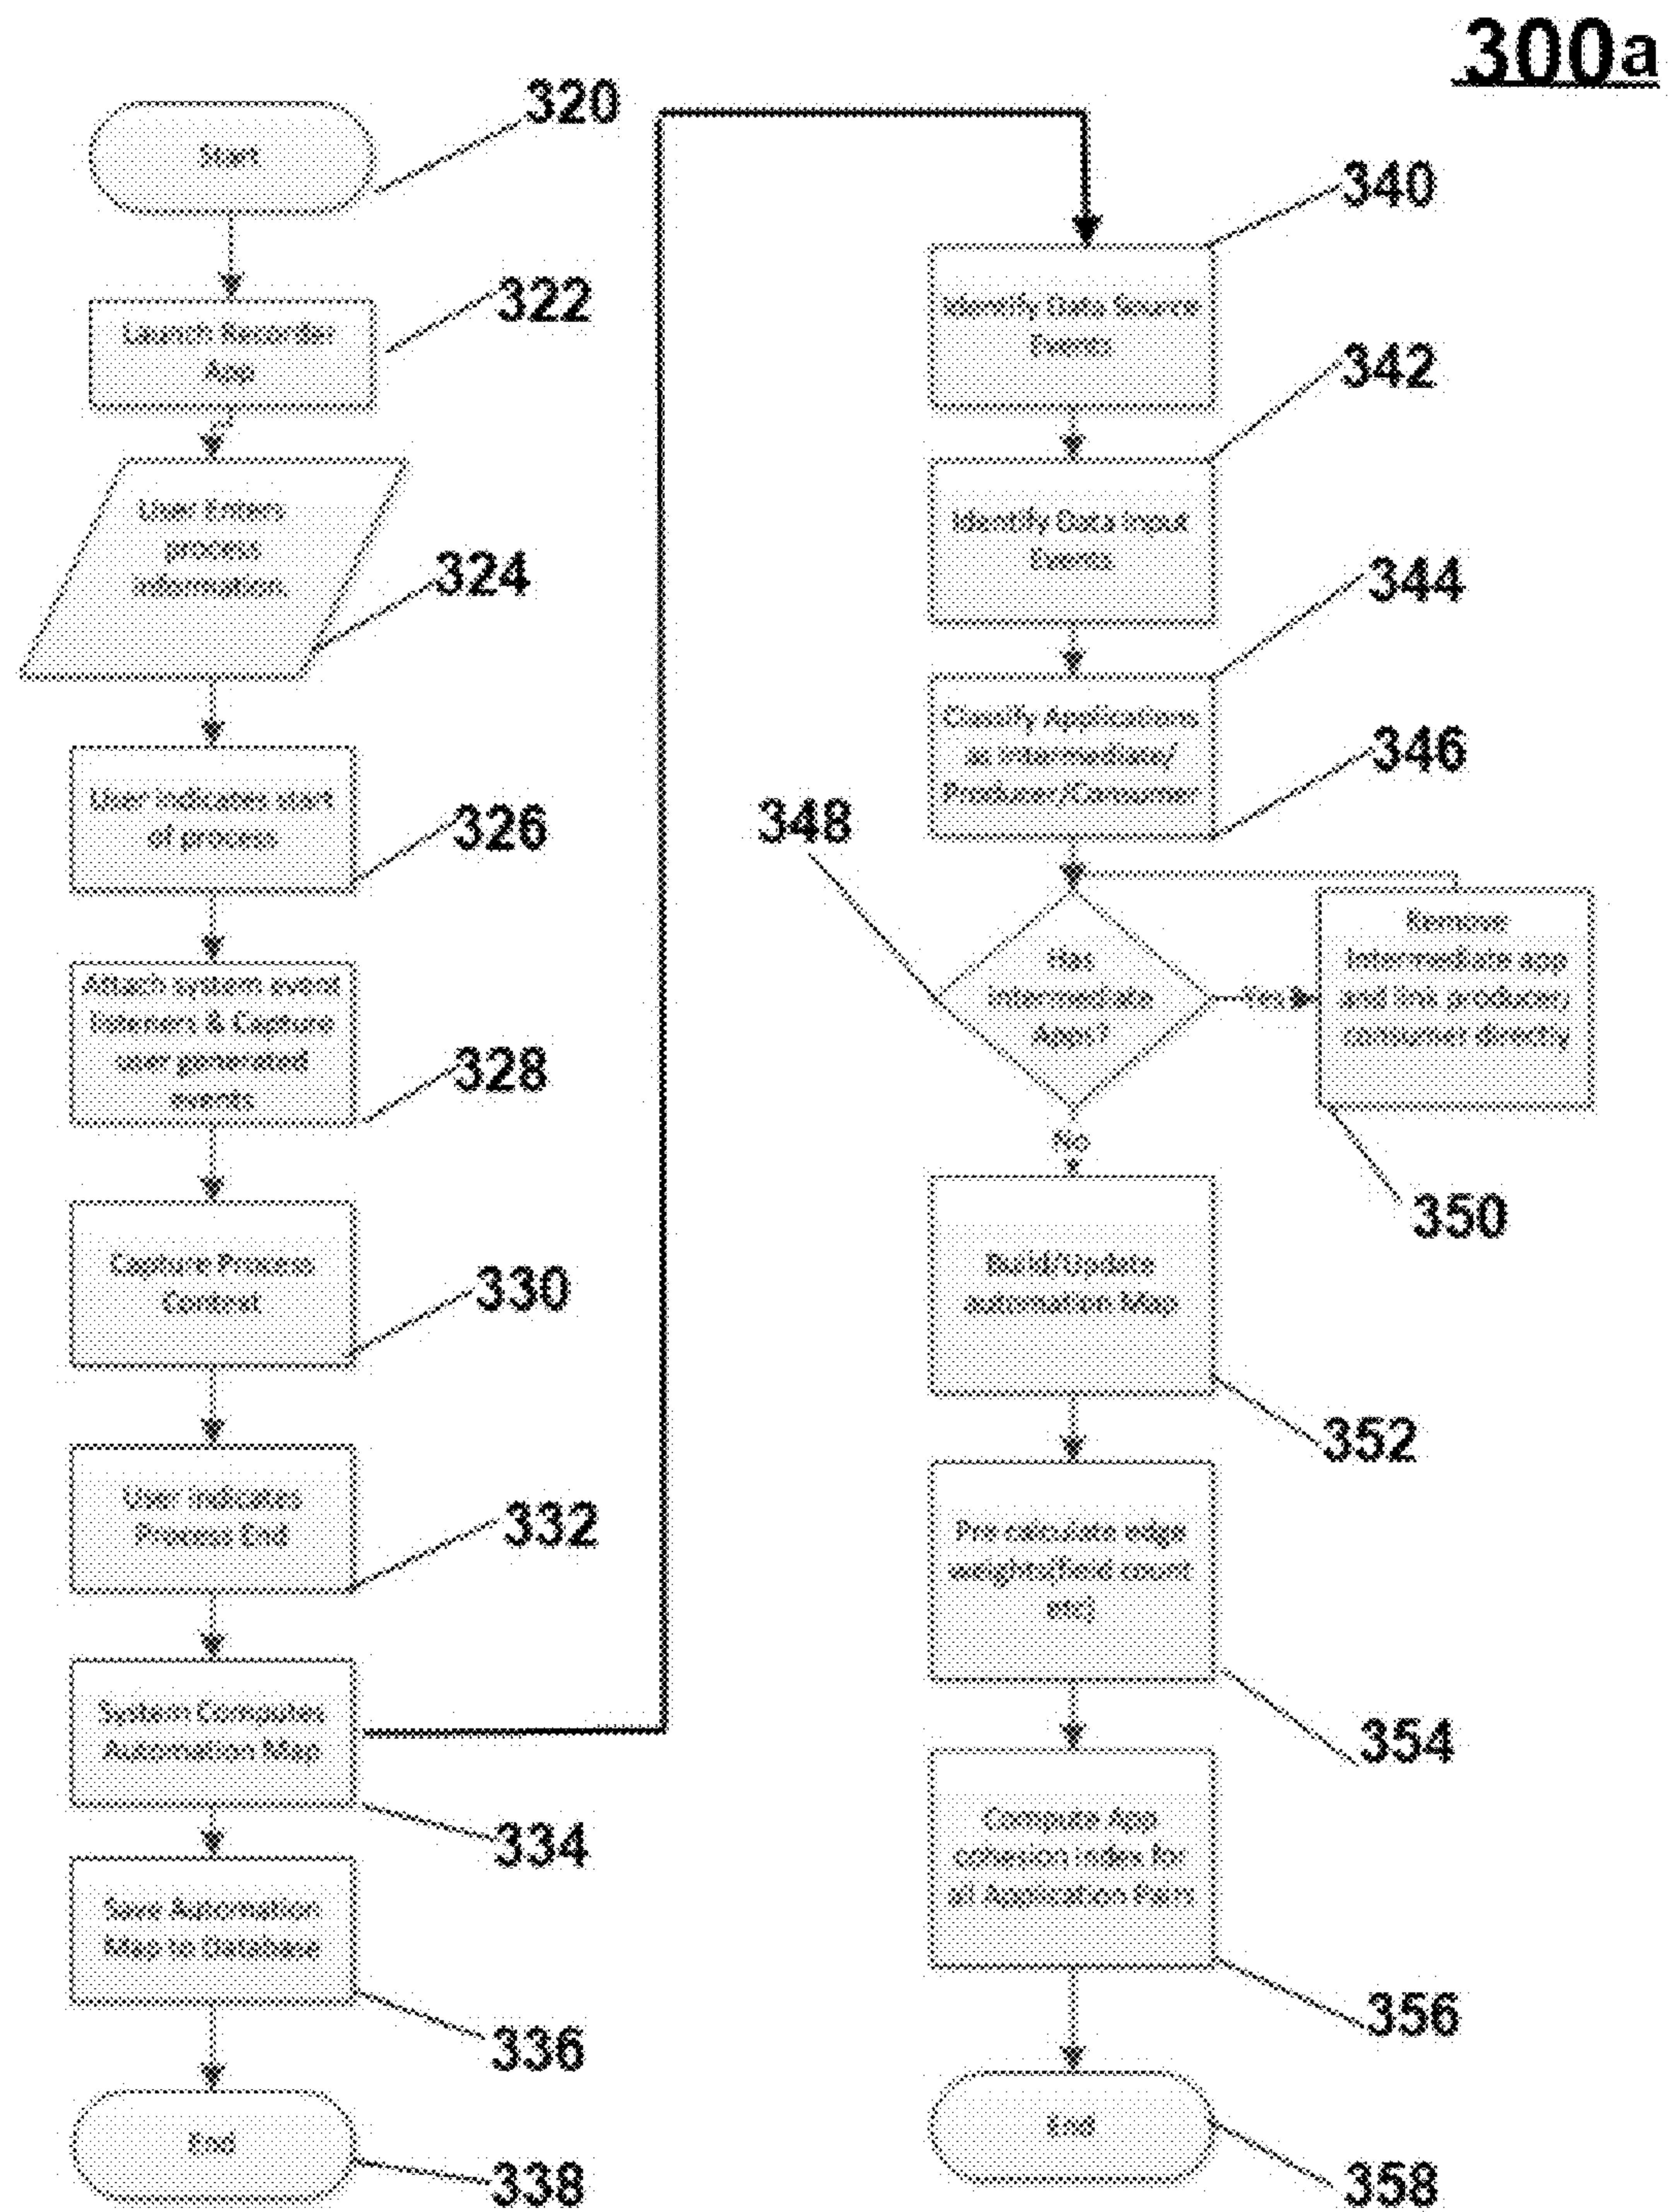 300a
Start
320
Launch Recorder
App
322
User Enters
process
information.
324
User indicates start
of process
326
Attach system event
listeners & Capture
user generated
events
328
Capture Process
Context
330
User indicates
Process End
332
System Computes
Automation Map
334
Save Automation
Map to Database
336
End
338
340
Identify Data Source
Events
342
Identify Data Input
Events
344
Classify Applications
as Intermediate/
Producer/Consumer
346
348
Has
intermediate
Apps?
Yes
Remove
Intermediate app
and link producer/
consumer directly
350
No
Build/Update
automation Map
352
Pre calculate edge
weights(field count
etc)
354
Compute App
cohesion index for
all Application Pairs
356
End
358